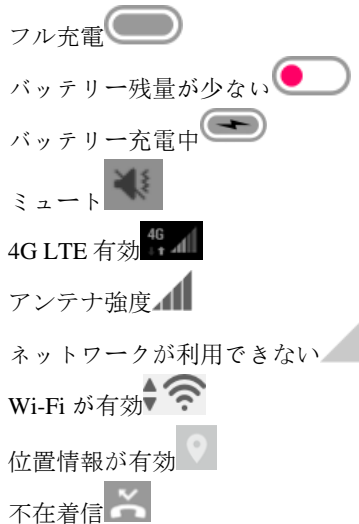 フル充電
バッテリー残量が少ない
バッテリー充電中
ミュート
4G LTE 有効 4G
アンテナ強度
ネットワークが利用できない
Wi-Fi が有効
位置情報が有効
不在着信